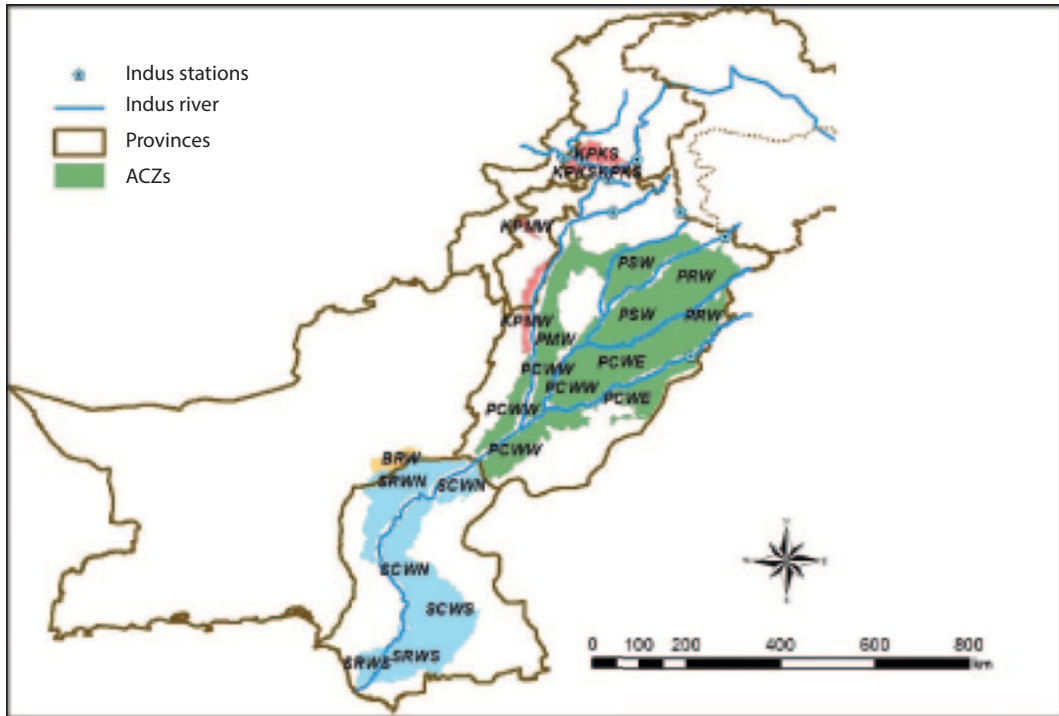 Indus stations
Indus river
Provinces
ACZs
KPKS
KPKSKPKS
KPMW
PSW
PRW
KPMW
PSW
PRW
PMW
PCWW
PCWE
PCWW
PCWE
PCWW
PCWW
BRW
SRWN
SCWN
SCWN
SCWS
SRWS
SRWS
0 100 200 400 600 800
km